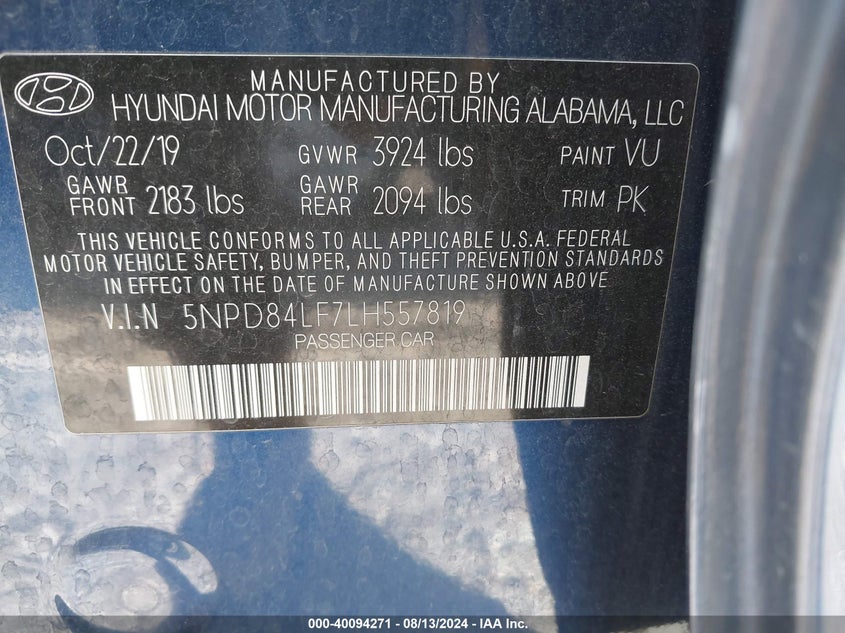 MANUFACTURED BY
HYUNDAI MOTOR MANUFACTURING ALABAMA, LLC
Oct/22/19 GVWR 3924 lbs PAINT VU
GAWR FRONT 2183 lbs GAWR REAR 2094 lbs TRIM PK
THIS VEHICLE CONFORMS TO ALL APPLICABLE U.S.A. FEDERAL
MOTOR VEHICLE SAFETY, BUMPER, AND THEFT PREVENTION STANDARDS
IN EFFECT ON THE DATE OF MANUFACTURE SHOWN ABOVE
V.I.N 5NPD84LF7LH557819
PASSENGER CAR
000-40094271 - 08/13/2024 - © IAA, Inc.